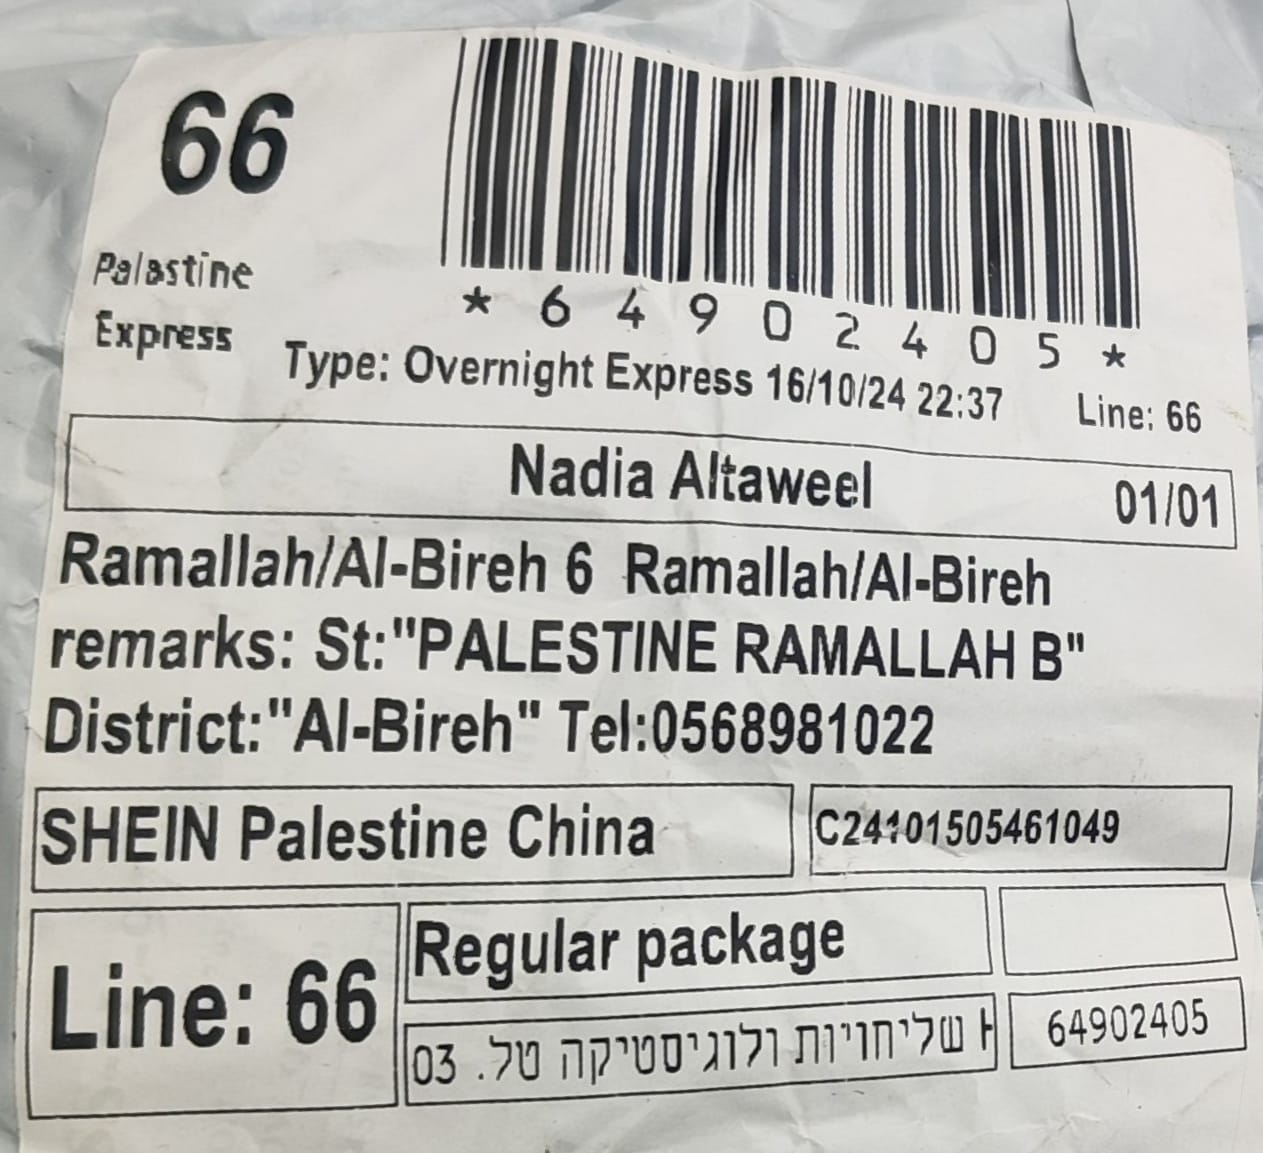 66
Palastine
Express
*64902405*
Type: Overnight Express 16/10/24 22:37 Line: 66
Nadia Altaweel 01/01
Ramallah/Al-Bireh 6 Ramallah/Al-Bireh
remarks: St:"PALESTINE RAMALLAH B"
District:"Al-Bireh" Tel:0568981022
SHEIN Palestine China C24101505461049
Line: 66
Regular package
שליחויות ולוגיסטיקה טל. 03
64902405